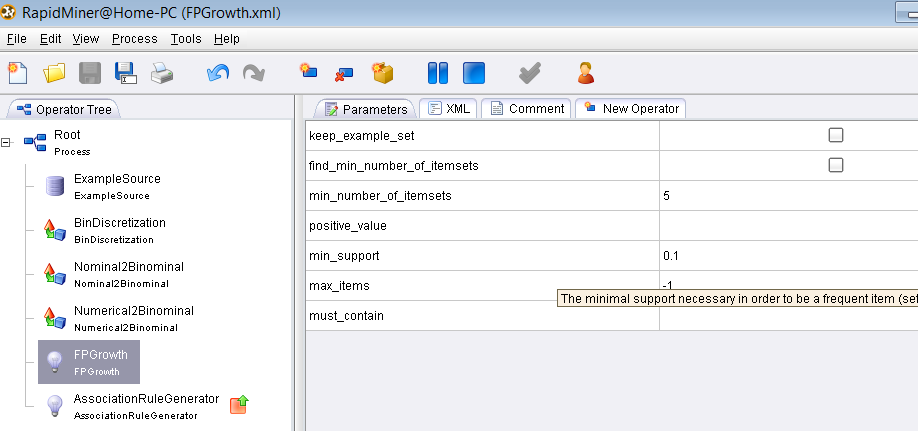 RapidMiner@Home-PC (FPGrowth.xml)
File Edit View Process Tools Help
Operator Tree
Root
Process
ExampleSource
ExampleSource
BinDiscretization
BinDiscretization
Nominal2Binominal
Nominal2Binominal
Numerical2Binominal
Numerical2Binominal
FPGrowth
FPGrowth
AssociationRuleGenerator
AssociationRuleGenerator
Parameters XML Comment New Operator
keep_example_set
find_min_number_of_itemsets
min_number_of_itemsets 5
positive_value
min_support 0.1
max_items -1
The minimal support necessary in order to be a frequent item (set
must_contain